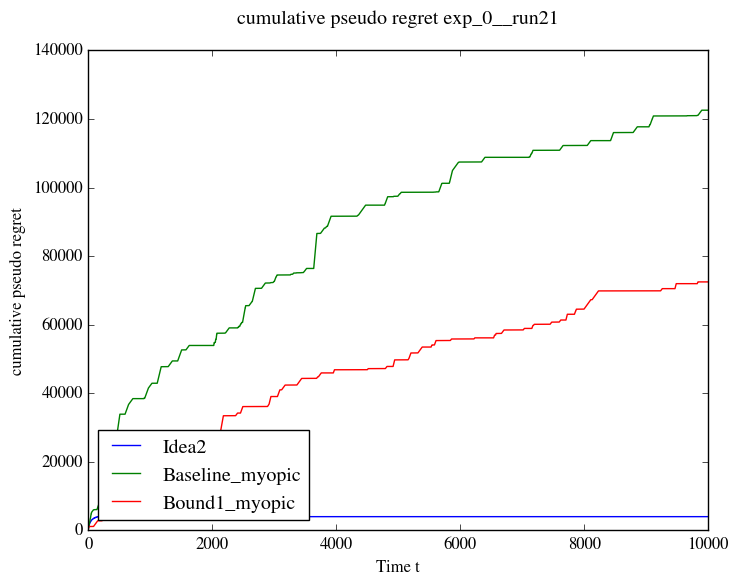 cumulative pseudo regret exp_0__run21
140000
120000
100000
80000
60000
40000
20000
0
cumulative pseudo regret
Idea2
Baseline_myopic
Bound1_myopic
0 2000 4000 6000 8000 10000
Time t